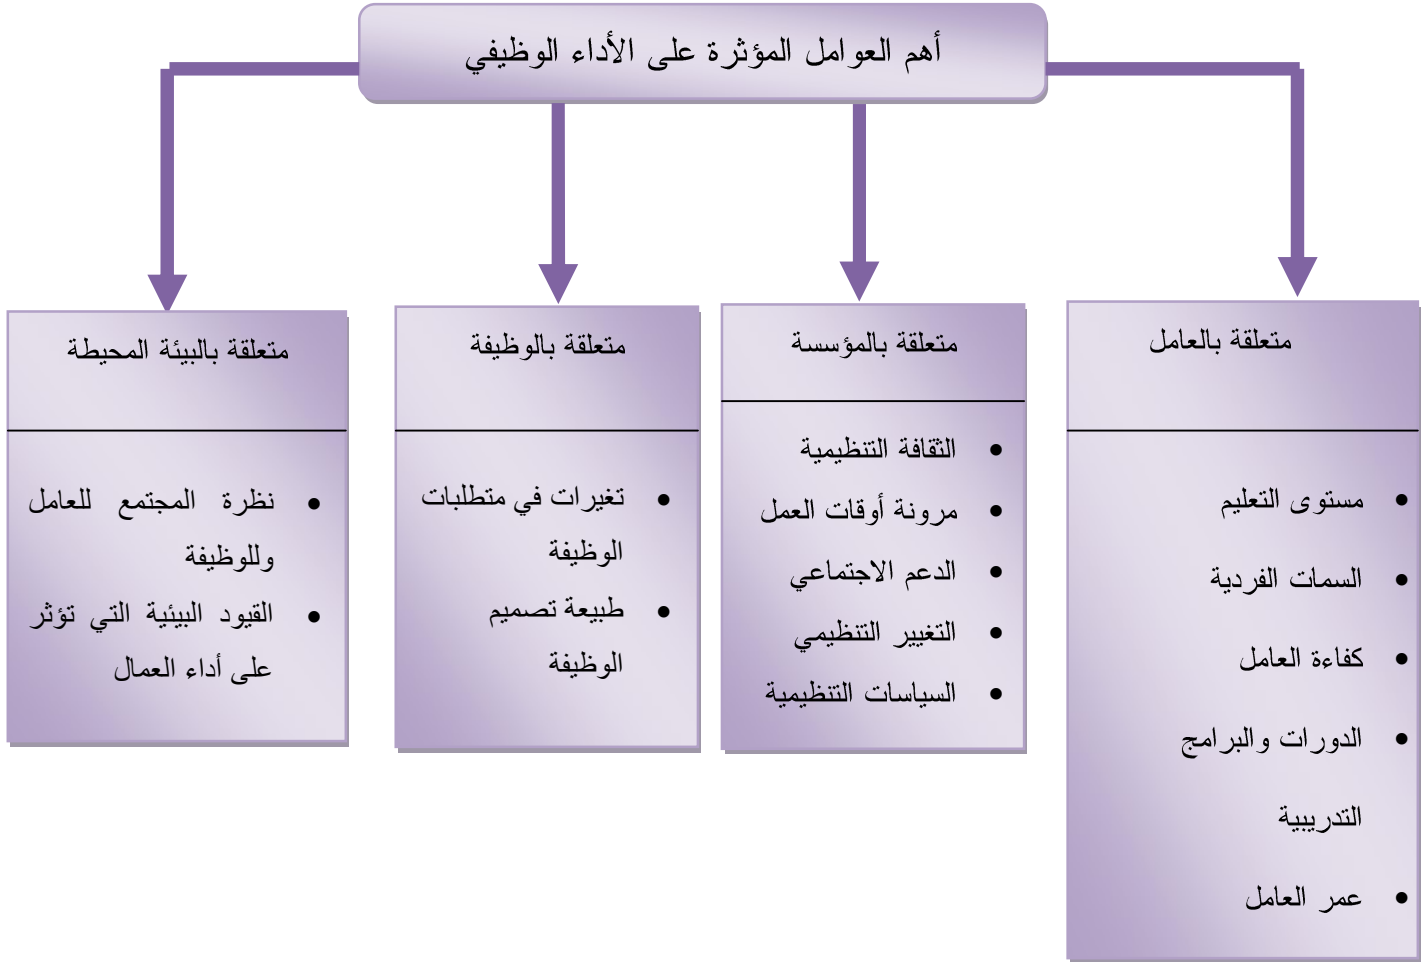 أهم العوامل المؤثرة على الأداء الوظيفي
متعلقة بالعامل
• مستوى التعليم
• السمات الفردية
• كفاءة العامل
• الدورات والبرامج
التدريبية
• عمر العامل
متعلقة بالمؤسسة
• الثقافة التنظيمية
• مرونة أوقات العمل
• الدعم الاجتماعي
• التغيير التنظيمي
• السياسات التنظيمية
متعلقة بالوظيفة
• تغيرات في متطلبات
الوظيفة
• طبيعة تصميم
الوظيفة
متعلقة بالبيئة المحيطة
• نظرة المجتمع للعامل
وللوظيفة
• القيود البيئية التي تؤثر
على أداء العمال